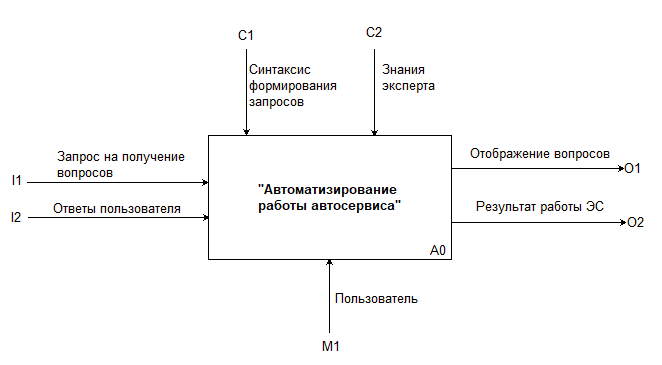 C1
C2
Синтаксис
формирования
запросов
Знания
эксперта
Запрос на получение
вопросов
I1
Ответы пользователя
I2
"Автоматизирование
работы автосервиса"
A0
Отображение вопросов
O1
Результат работы ЭС
O2
Пользователь
M1